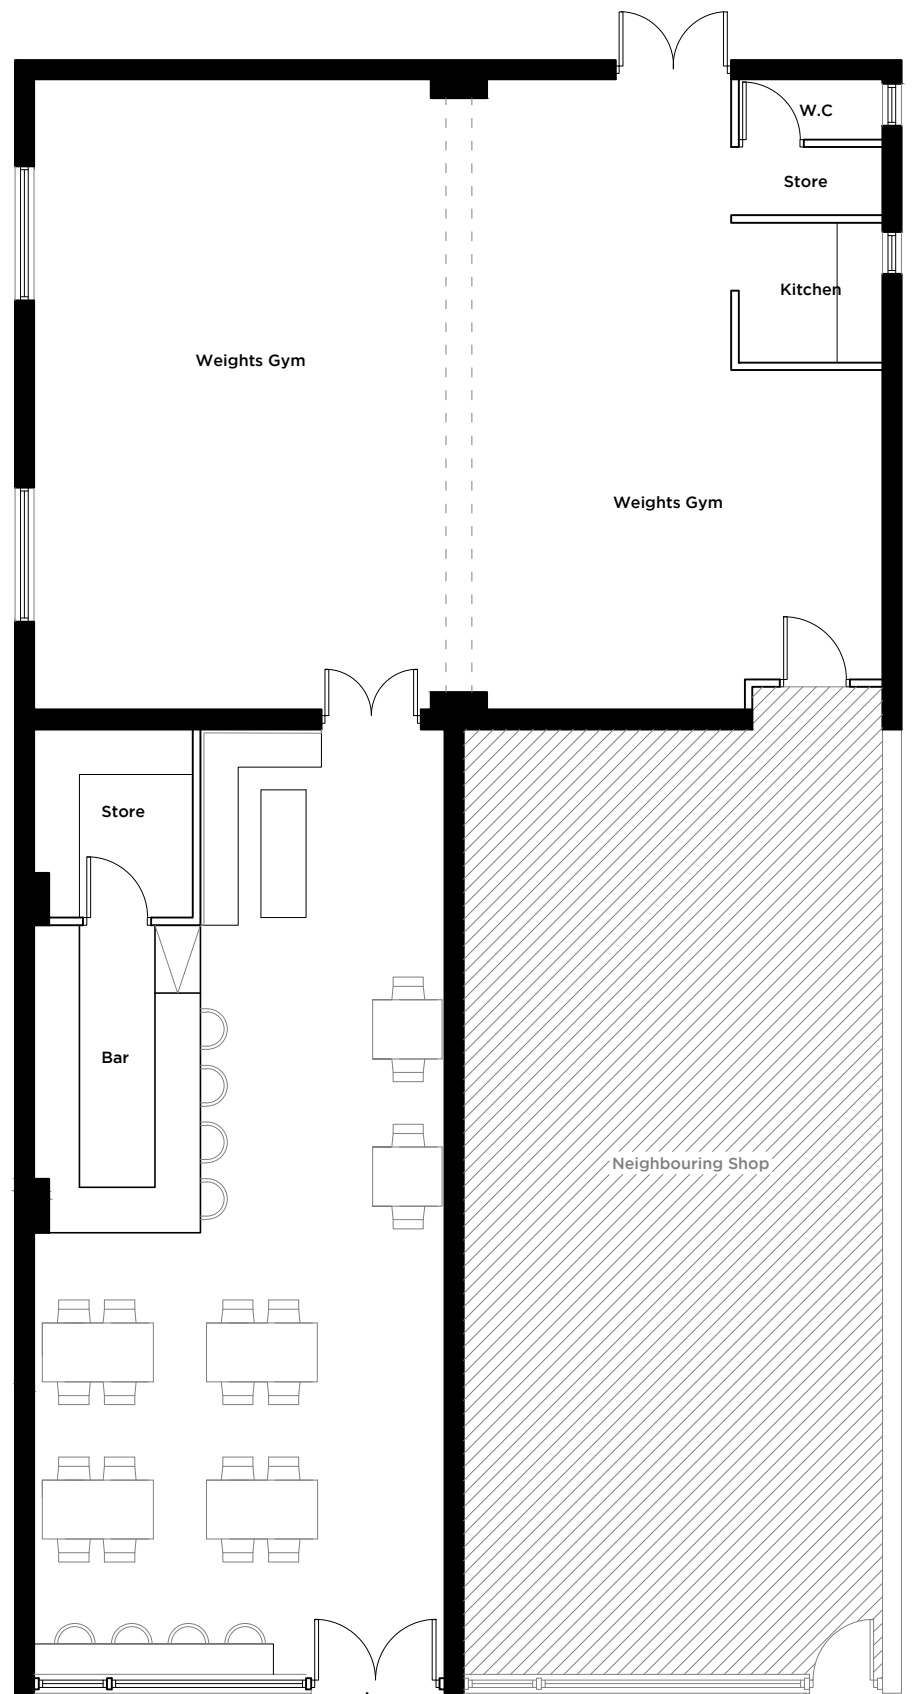 W.C
Store
Kitchen
Weights Gym
Weights Gym
Store
Bar
Neighbouring Shop